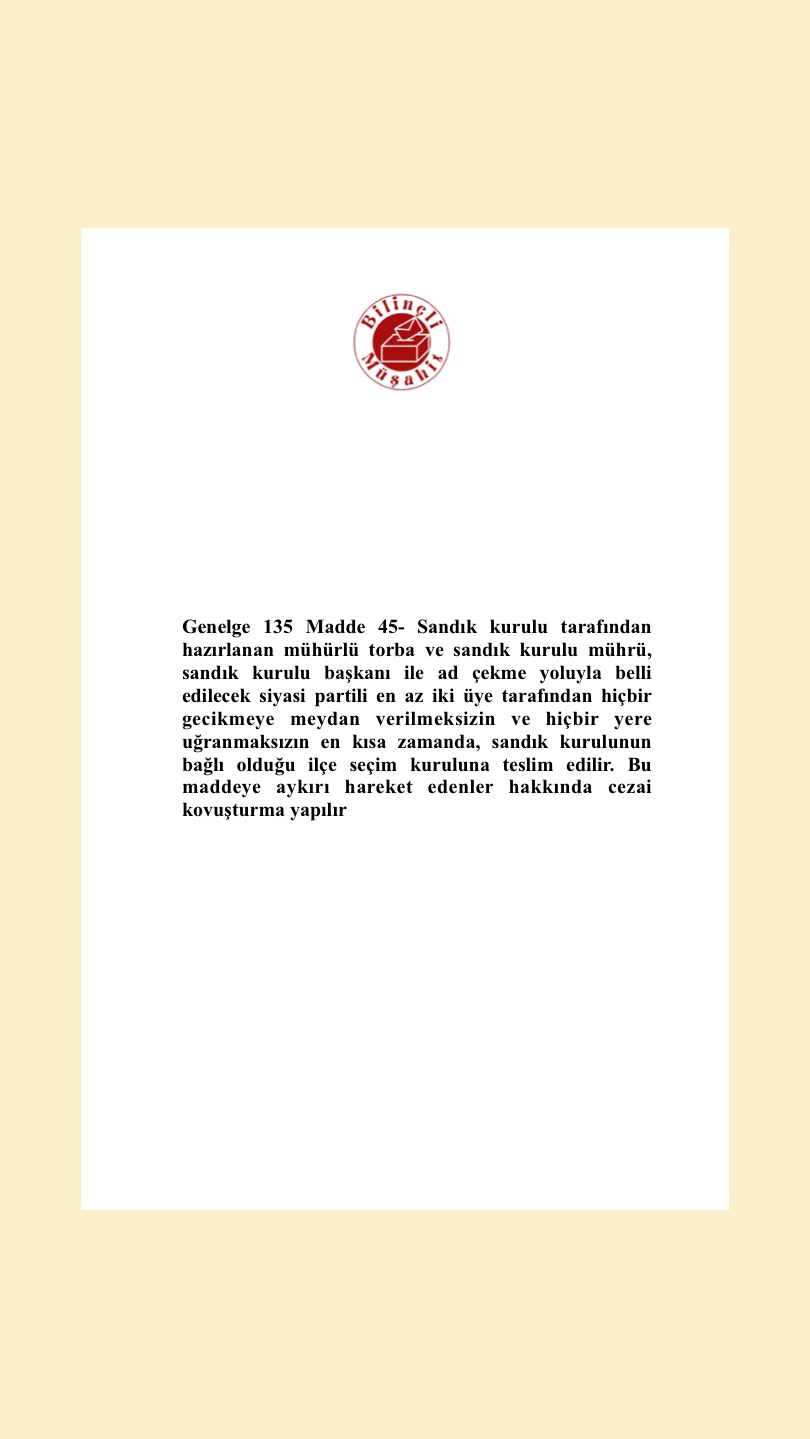 Bilinçli
Müşahit
Genelge 135 Madde 45- Sandık kurulu tarafından
hazırlanan mühürlü torba ve sandık kurulu mührü,
sandık kurulu başkanı ile ad çekme yoluyla belli
edilecek siyasi partili en az iki üye tarafından hiçbir
gecikmeye meydan verilmeksizin ve hiçbir yere
uğranmaksızın en kısa zamanda, sandık kurulunun
bağlı olduğu ilçe seçim kuruluna teslim edilir. Bu
maddeye aykırı hareket edenler hakkında cezai
kovuşturma yapılır